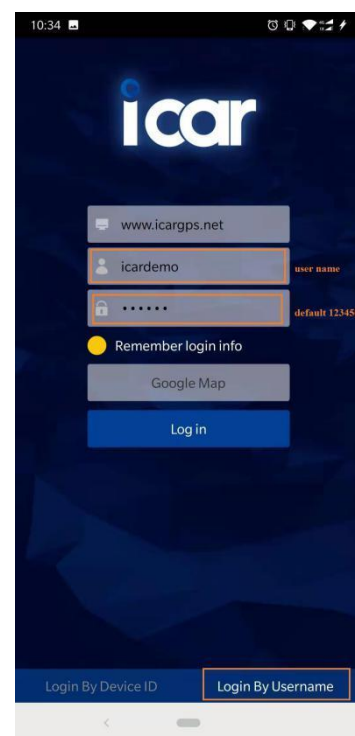 10:34
icar
www.icargps.net
icardemo
user name
••••••
default 12345
Remember login info
Google Map
Log in
Login By Device ID
Login By Username